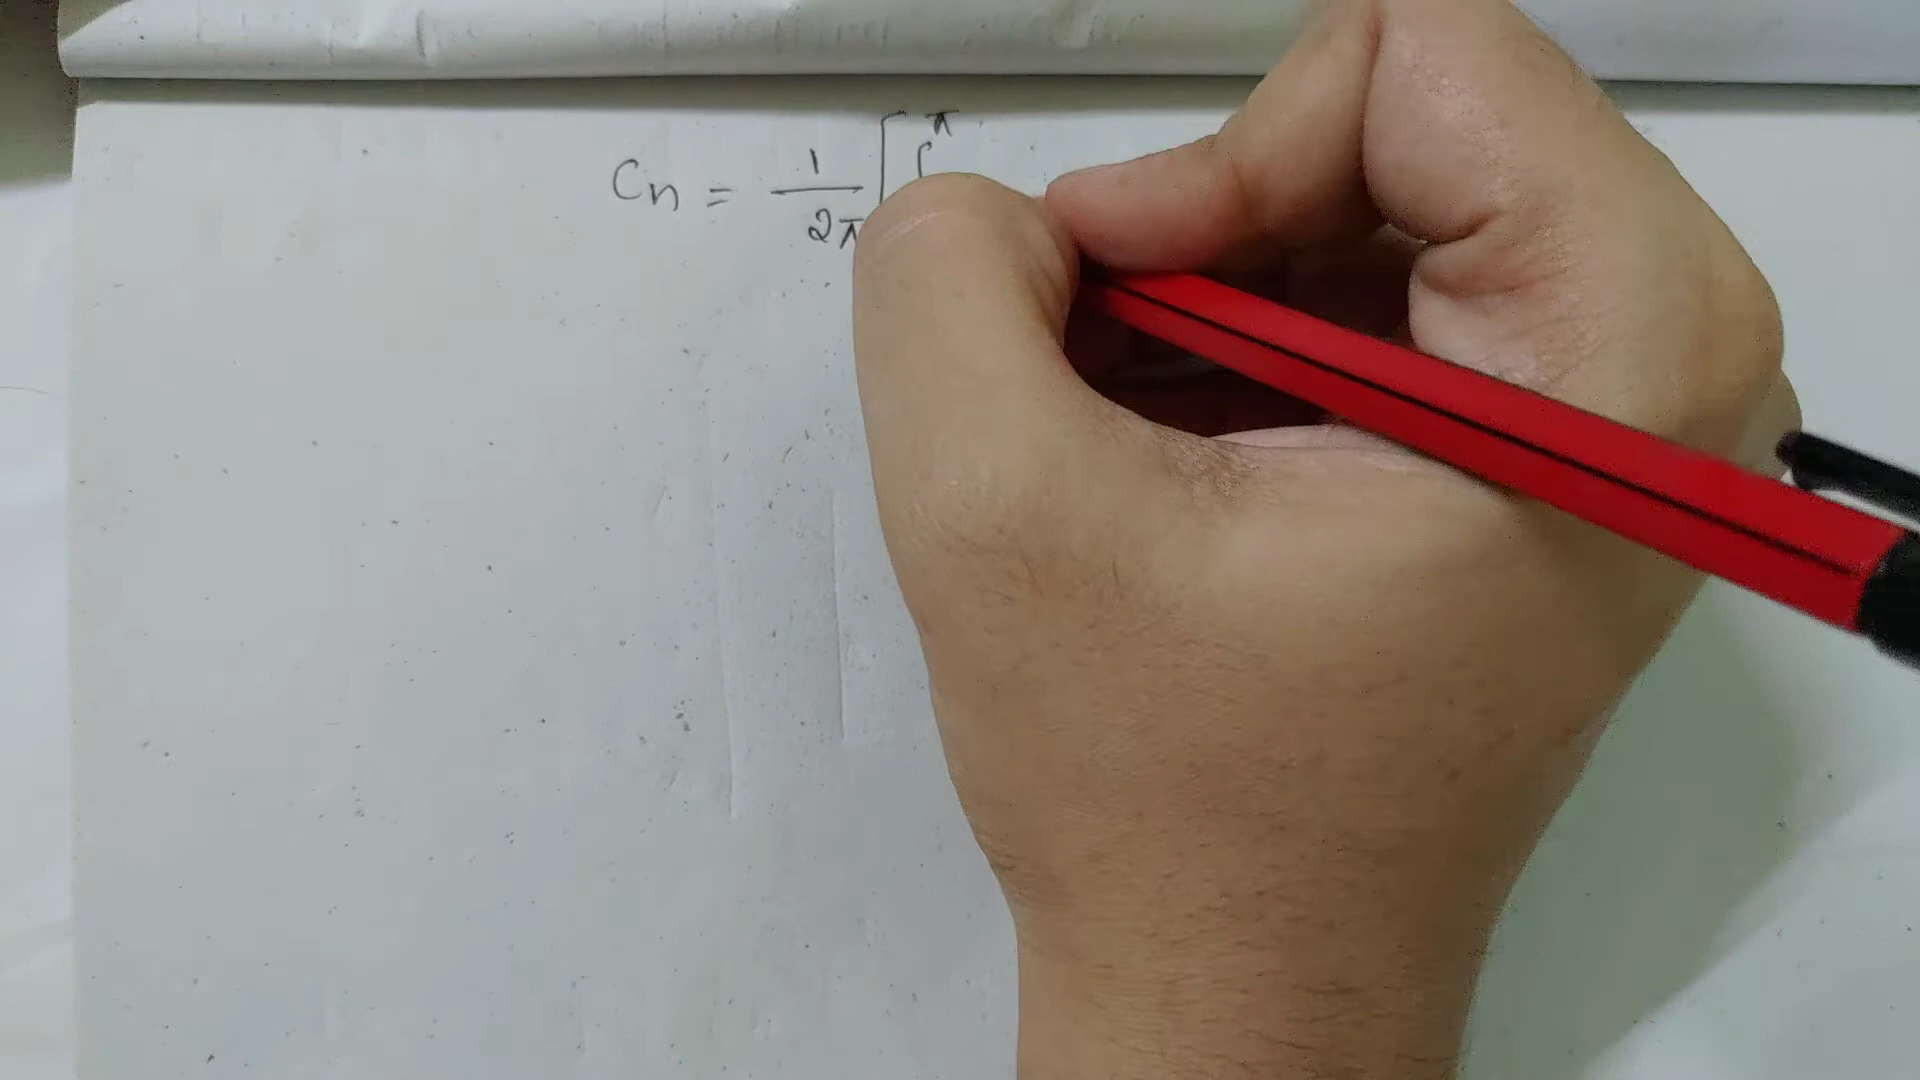 Cn = 1/2π [ ∫^π